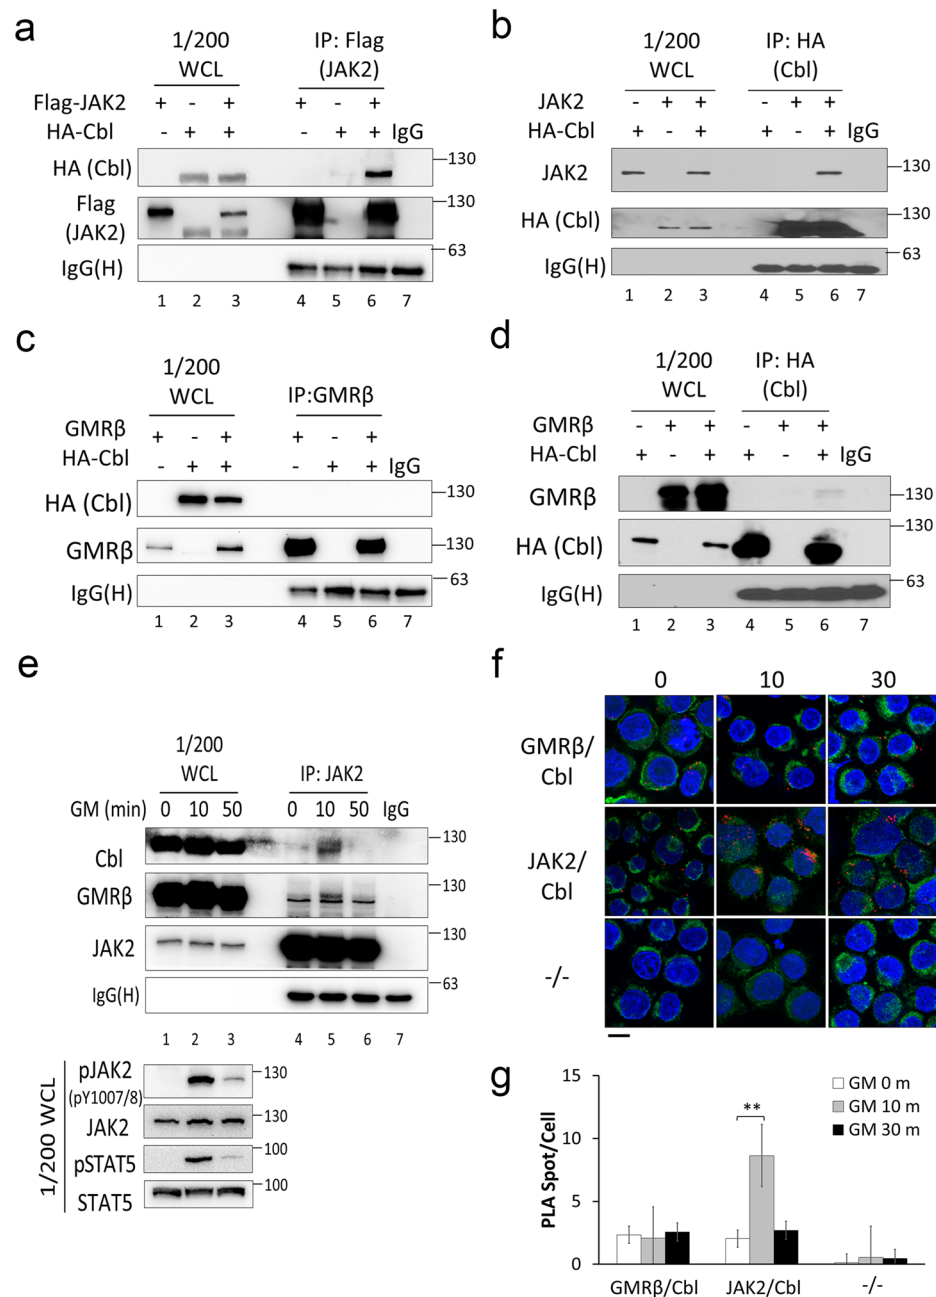 a
1/200
WCL
IP: Flag
(JAK2)
Flag-JAK2 + - + + - +
HA-Cbl - + + - + + IgG
HA (Cbl)
130
Flag
(JAK2)
130
IgG(H)
63
1 2 3 4 5 6 7
b
1/200
WCL
IP: HA
(Cbl)
JAK2 - + + - + +
HA-Cbl + - + + - + IgG
JAK2
130
HA (Cbl)
130
IgG(H)
63
1 2 3 4 5 6 7
c
1/200
WCL
IP:GMRβ
GMRβ + - + + - +
HA-Cbl - + + - + + IgG
HA (Cbl)
130
GMRβ
130
IgG(H)
63
1 2 3 4 5 6 7
d
1/200
WCL
IP: HA
(Cbl)
GMRβ - + + - + +
HA-Cbl + - + + - + IgG
GMRβ
130
HA (Cbl)
130
IgG(H)
63
1 2 3 4 5 6 7
e
1/200
WCL
IP: JAK2
GM (min) 0 10 50 0 10 50 IgG
Cbl
130
GMRβ
130
JAK2
130
IgG(H)
63
1 2 3 4 5 6 7
1/200 WCL
pJAK2
(pY1007/8)
130
JAK2
130
pSTAT5
100
STAT5
100
f
0 10 30
GMRβ/
Cbl
JAK2/
Cbl
-/-
g
PLA Spot/Cell
15
10
5
0
**
GM 0 m
GM 10 m
GM 30 m
GMRβ/Cbl JAK2/Cbl -/-